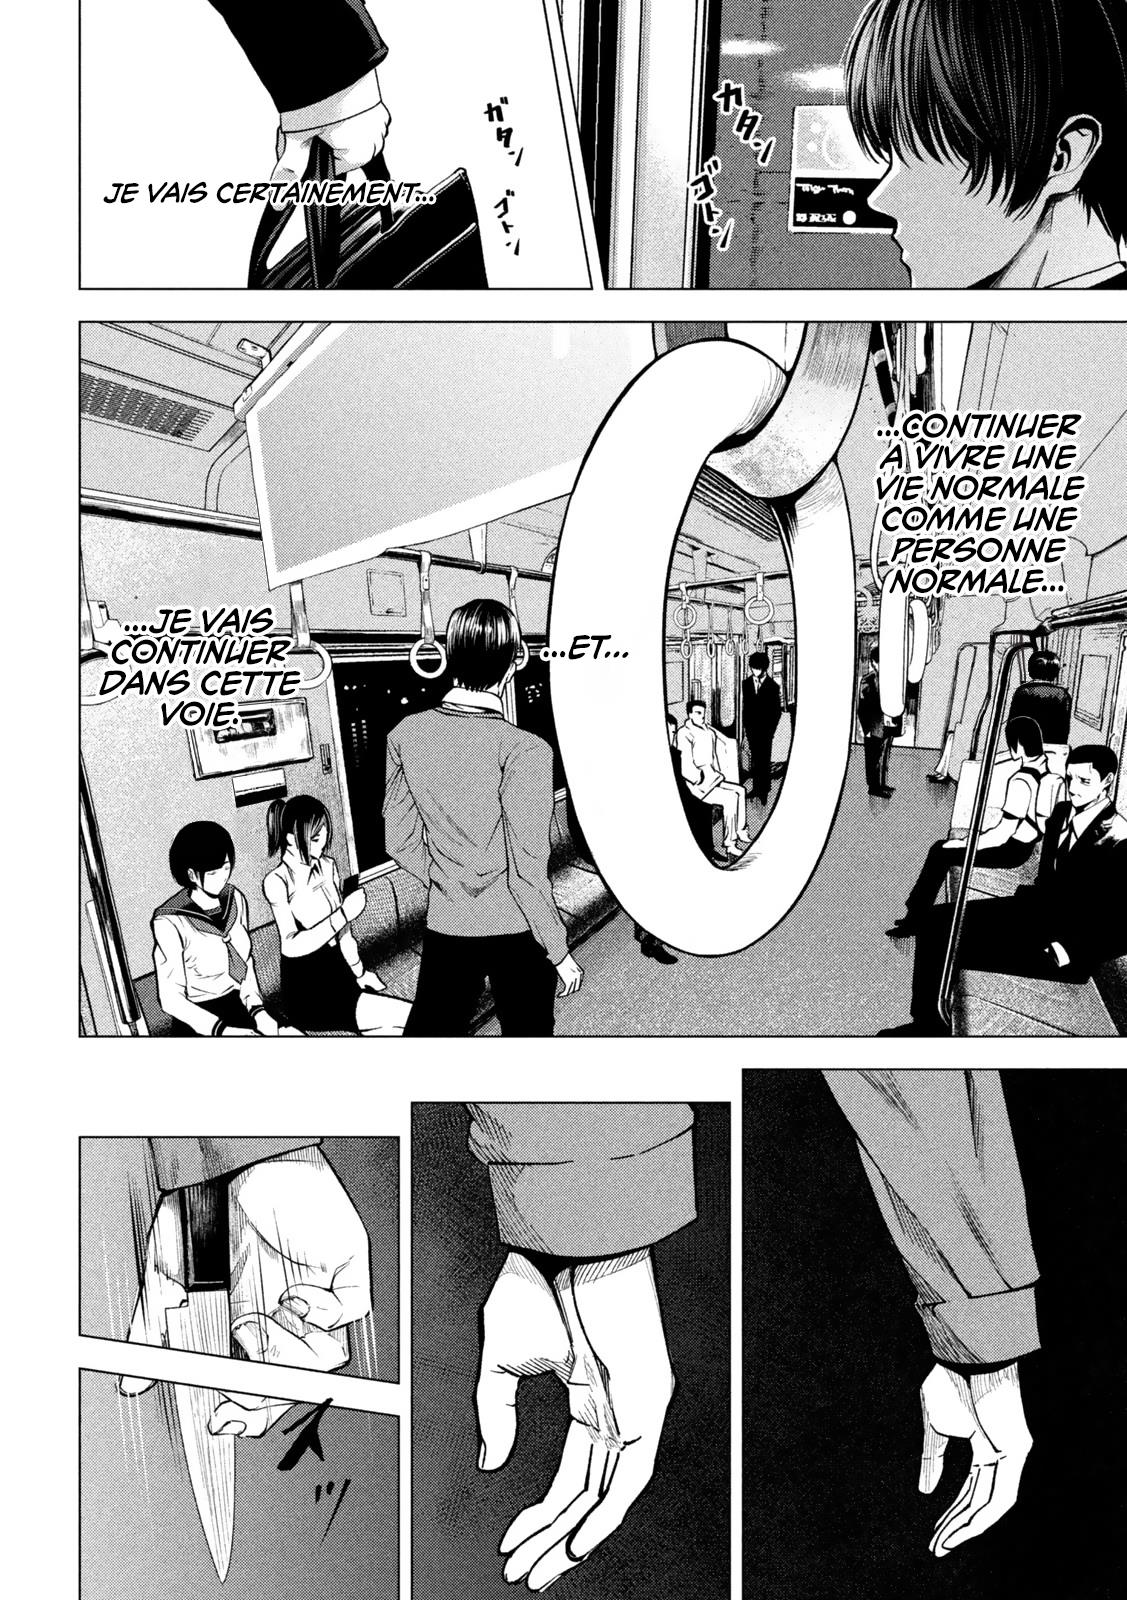 ガタン
ゴトン
ガタン
ゴトン
JE VAIS CERTAINEMENT...
...CONTINUER
A VIVRE UNE
VIE NORMALE
COMME UNE
PERSONNE
NORMALE...
...ET...
....JE VAIS
CONTINUER
DANS CETTE
VOIE.